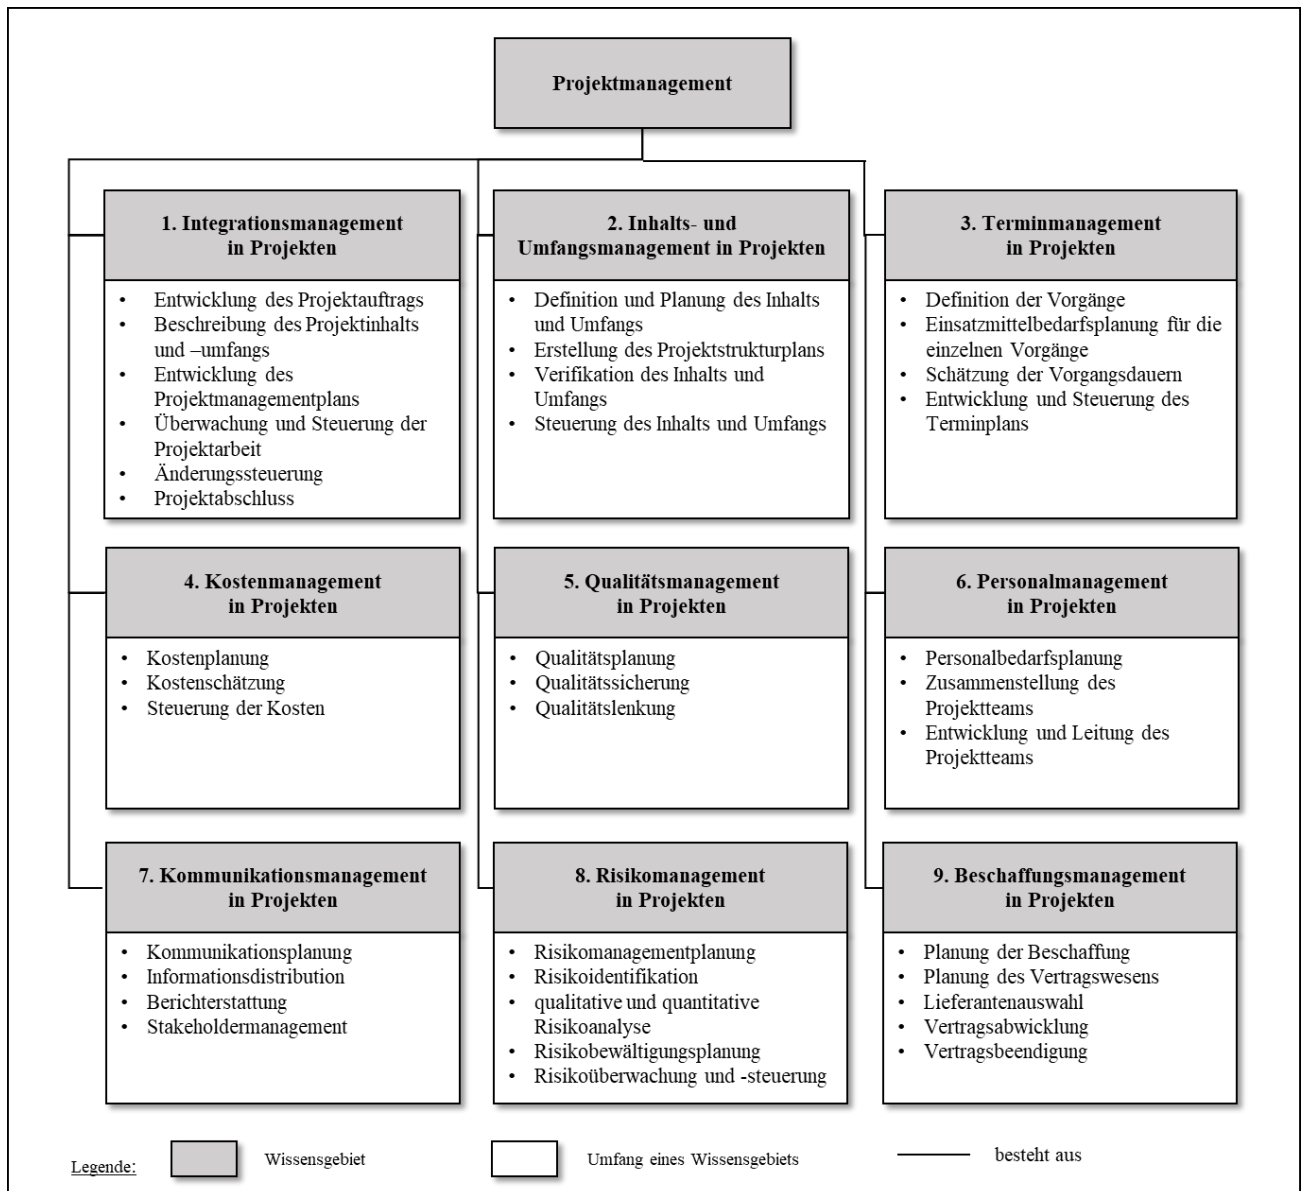 Projektmanagement
1. Integrationsmanagement
in Projekten
• Entwicklung des Projektauftrags
• Beschreibung des Projektinhalts
und –umfangs
• Entwicklung des
Projektmanagementplans
• Überwachung und Steuerung der
Projektarbeit
• Änderungssteuerung
• Projektabschluss
2. Inhalts- und
Umfangsmanagement in Projekten
• Definition und Planung des Inhalts
und Umfangs
• Erstellung des Projektstrukturplans
• Verifikation des Inhalts und
Umfangs
• Steuerung des Inhalts und Umfangs
3. Terminmanagement
in Projekten
• Definition der Vorgänge
• Einsatzmittelbedarfsplanung für die
einzelnen Vorgänge
• Schätzung der Vorgangsdauern
• Entwicklung und Steuerung des
Terminplans
4. Kostenmanagement
in Projekten
• Kostenplanung
• Kostenschätzung
• Steuerung der Kosten
5. Qualitätsmanagement
in Projekten
• Qualitätsplanung
• Qualitätssicherung
• Qualitätslenkung
6. Personalmanagement
in Projekten
• Personalbedarfsplanung
• Zusammenstellung des
Projektteams
• Entwicklung und Leitung des
Projektteams
7. Kommunikationsmanagement
in Projekten
• Kommunikationsplanung
• Informationsdistribution
• Berichterstattung
• Stakeholdermanagement
8. Risikomanagement
in Projekten
• Risikomanagementplanung
• Risikoidentifikation
• qualitative und quantitative
Risikoanalyse
• Risikobewältigungsplanung
• Risikoüberwachung und -steuerung
9. Beschaffungsmanagement
in Projekten
• Planung der Beschaffung
• Planung des Vertragswesens
• Lieferantenauswahl
• Vertragsabwicklung
• Vertragsbeendigung
Legende:
Wissensgebiet
Umfang eines Wissensgebiets
besteht aus